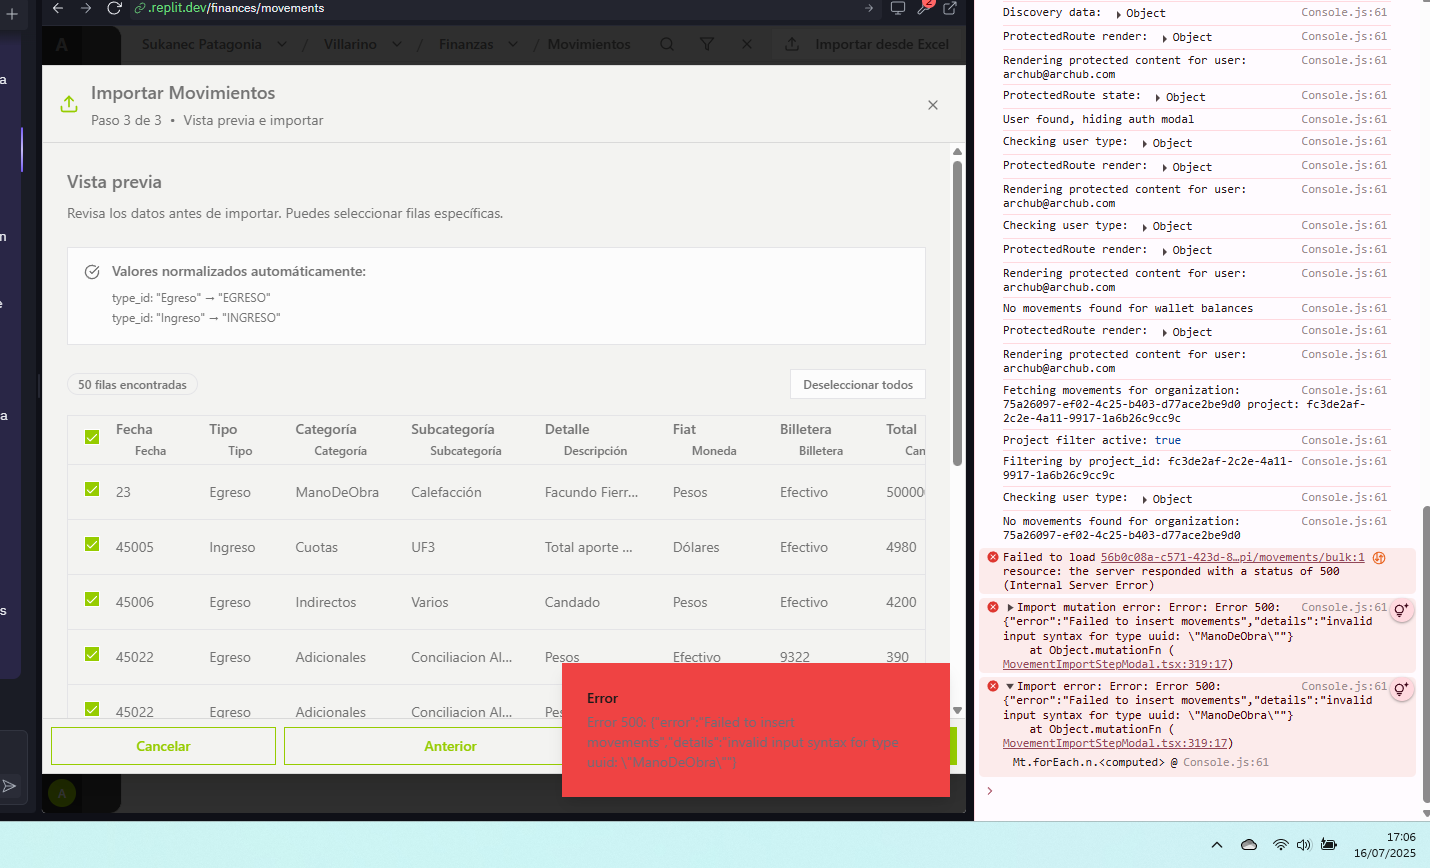 .replit.dev/finances/movements
2
A
Sukanec Patagonia
/
Villarino
/
Finanzas
/
Movimientos
Importar desde Excel
Importar Movimientos
Paso 3 de 3 • Vista previa e importar
Vista previa
Revisa los datos antes de importar. Puedes seleccionar filas específicas.
Valores normalizados automáticamente:
type_id: "Egreso" → "EGRESO"
type_id: "Ingreso" → "INGRESO"
50 filas encontradas
Deseleccionar todos
Fecha Tipo Categoría Subcategoría Detalle Fiat Billetera Total
Fecha Tipo Categoría Subcategoría Descripción Moneda Billetera Can
23 Egreso ManoDeObra Calefacción Facundo Fierr... Pesos Efectivo 50000
45005 Ingreso Cuotas UF3 Total aporte ... Dólares Efectivo 4980
45006 Egreso Indirectos Varios Candado Pesos Efectivo 4200
45022 Egreso Adicionales Conciliacion Al... Pesos Efectivo 9322 390
45022 Egreso Adicionales Conciliacion Al... Pes
Cancelar
Anterior
Error
Error 500: {"error":"Failed to insert
movements","details":"invalid input syntax for type
uuid: \"ManoDeObra\""}
A
a
n
e
a
s
Discovery data: ▶ Object Console.js:61
ProtectedRoute render: ▶ Object Console.js:61
Rendering protected content for user: Console.js:61
archub@archub.com
ProtectedRoute state: ▶ Object Console.js:61
User found, hiding auth modal Console.js:61
Checking user type: ▶ Object Console.js:61
ProtectedRoute render: ▶ Object Console.js:61
Rendering protected content for user: Console.js:61
archub@archub.com
Checking user type: ▶ Object Console.js:61
ProtectedRoute render: ▶ Object Console.js:61
Rendering protected content for user: Console.js:61
archub@archub.com
No movements found for wallet balances Console.js:61
ProtectedRoute render: ▶ Object Console.js:61
Rendering protected content for user: Console.js:61
archub@archub.com
Fetching movements for organization: Console.js:61
75a26097-ef02-4c25-b403-d77ace2be9d0 project: fc3de2af-
2c2e-4a11-9917-1a6b26c9cc9c
Project filter active: true Console.js:61
Filtering by project_id: fc3de2af-2c2e-4a11- Console.js:61
9917-1a6b26c9cc9c
Checking user type: ▶ Object Console.js:61
No movements found for organization: Console.js:61
75a26097-ef02-4c25-b403-d77ace2be9d0
Failed to load 56b0c08a-c571-423d-8…pi/movements/bulk:1
resource: the server responded with a status of 500
(Internal Server Error)
▶ Import mutation error: Error: Error 500: Console.js:61
{"error":"Failed to insert movements","details":"invalid
input syntax for type uuid: \"ManoDeObra\""}
at Object.mutationFn (
MovementImportStepModal.tsx:319:17)
▼ Import error: Error: Error 500: Console.js:61
{"error":"Failed to insert movements","details":"invalid
input syntax for type uuid: \"ManoDeObra\""}
at Object.mutationFn (
MovementImportStepModal.tsx:319:17)
Mt.forEach.n.<computed> @ Console.js:61
17:06
16/07/2025